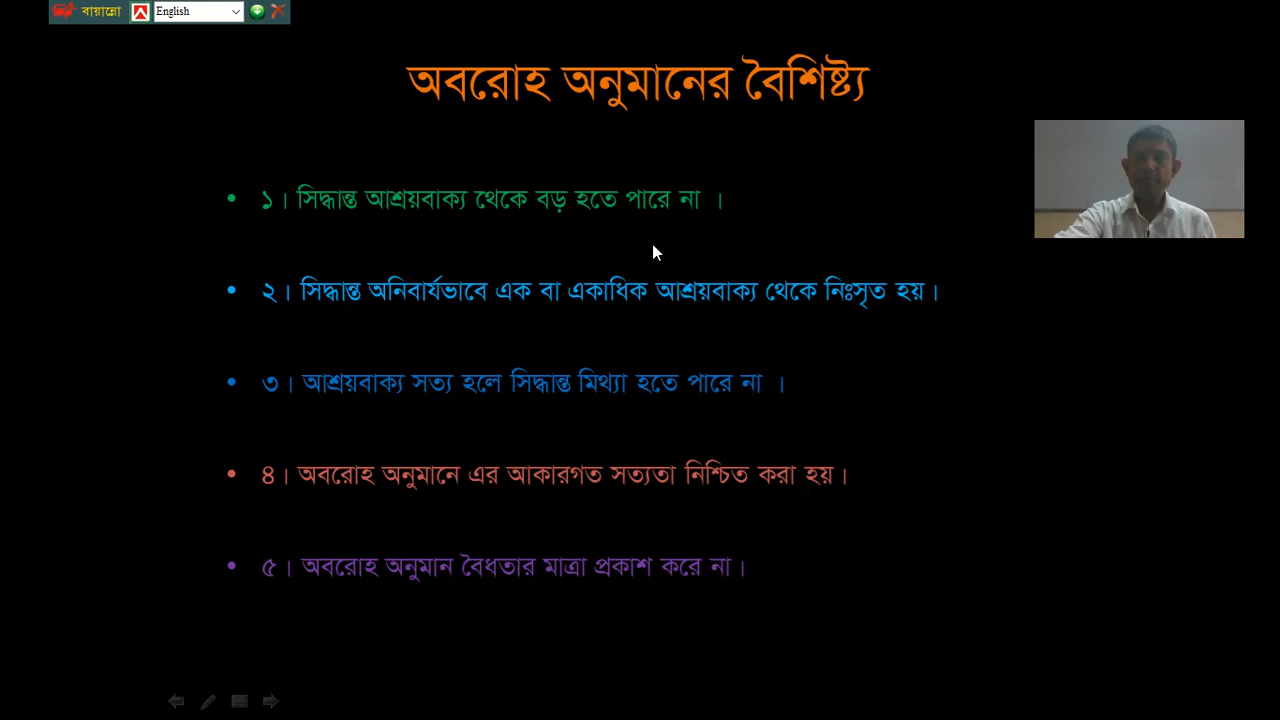 বায়ান্নো English
অবরোহ অনুমানের বৈশিষ্ট্য
• ১। সিদ্ধান্ত আশ্রয়বাক্য থেকে বড় হতে পারে না ।
• ২। সিদ্ধান্ত অনিবার্যভাবে এক বা একাধিক আশ্রয়বাক্য থেকে নিঃসৃত হয়।
• ৩। আশ্রয়বাক্য সত্য হলে সিদ্ধান্ত মিথ্যা হতে পারে না ।
• ৪। অবরোহ অনুমানে এর আকারগত সত্যতা নিশ্চিত করা হয়।
• ৫। অবরোহ অনুমান বৈধতার মাত্রা প্রকাশ করে না।